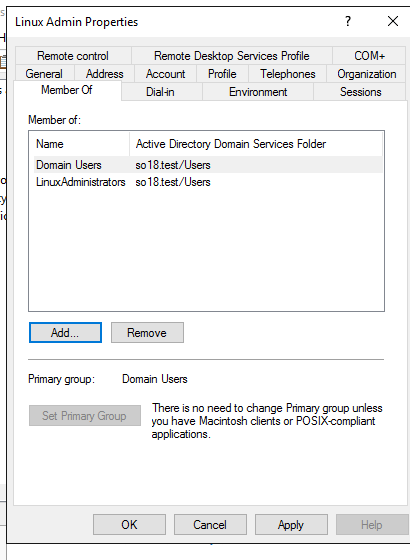 Linux Admin Properties
? ×
Remote control Remote Desktop Services Profile COM+
General Address Account Profile Telephones Organization
Member Of Dial-in Environment Sessions
Member of:
Name Active Directory Domain Services Folder
Domain Users so18.test/Users
LinuxAdministrators so18.test/Users
Add... Remove
Primary group: Domain Users
Set Primary Group
There is no need to change Primary group unless
you have Macintosh clients or POSIX-compliant
applications.
OK Cancel Apply Help